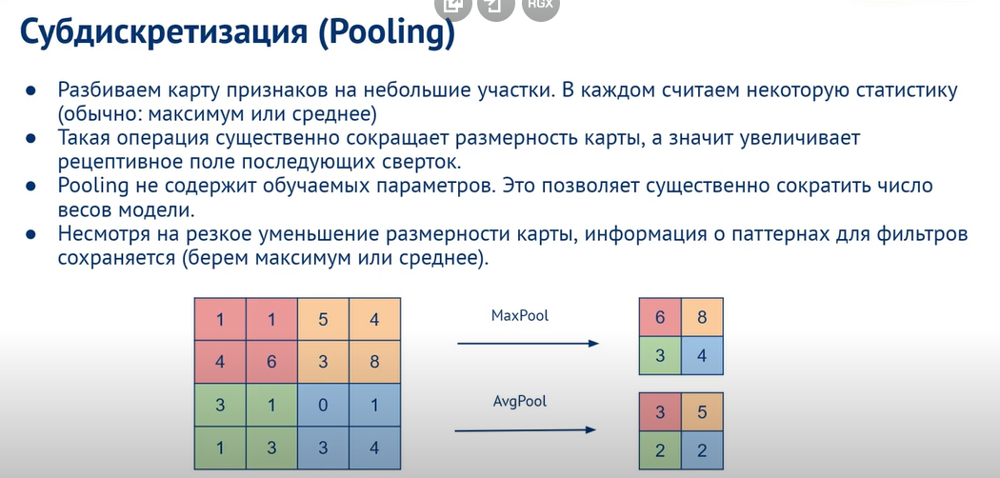 RGX
Субдискретизация (Pooling)
● Разбиваем карту признаков на небольшие участки. В каждом считаем некоторую статистику
(обычно: максимум или среднее)
● Такая операция существенно сокращает размерность карты, а значит увеличивает
рецептивное поле последующих сверток.
● Pooling не содержит обучаемых параметров. Это позволяет существенно сократить число
весов модели.
● Несмотря на резкое уменьшение размерности карты, информация о паттернах для фильтров
сохраняется (берем максимум или среднее).
1 1 5 4
4 6 3 8
3 1 0 1
1 3 3 4
MaxPool
6 8
3 4
AvgPool
3 5
2 2